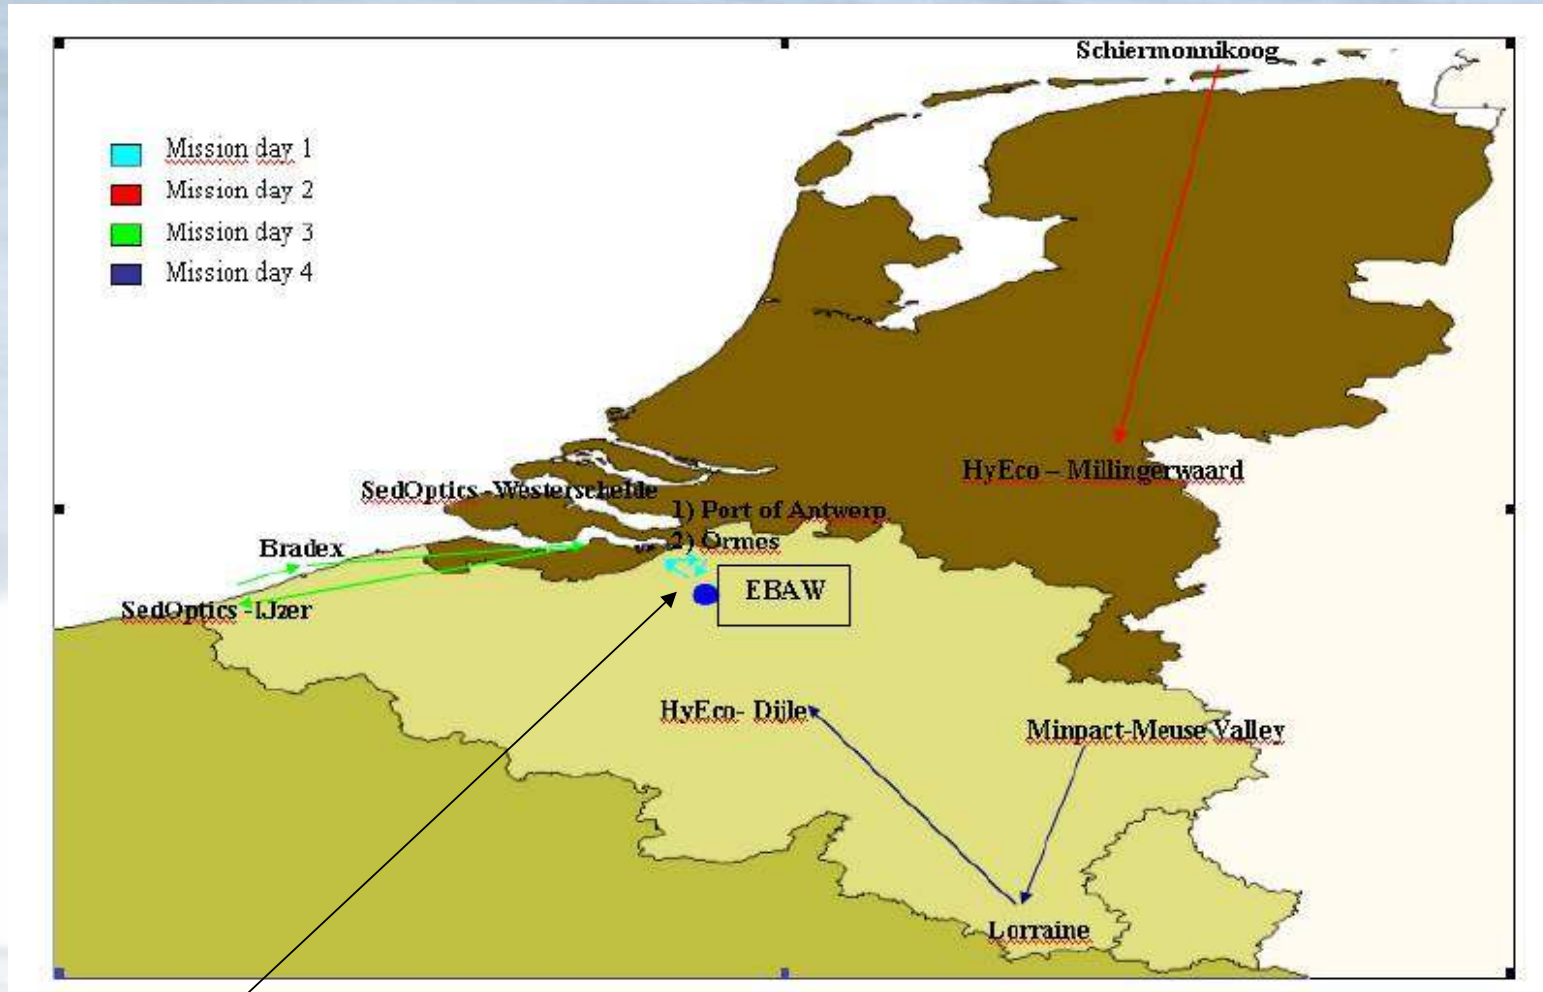 Schiermonnikoog
Mission day 1
Mission day 2
Mission day 3
Mission day 4
HyEco – Millingerwaard
SedOptics -Westerschelde
1) Port of Antwerp
2) Ormes
Bradex
EBAW
SedOptics -IJzer
HyEco- Dijle
Minpact-Meuse Valley
Lorraine